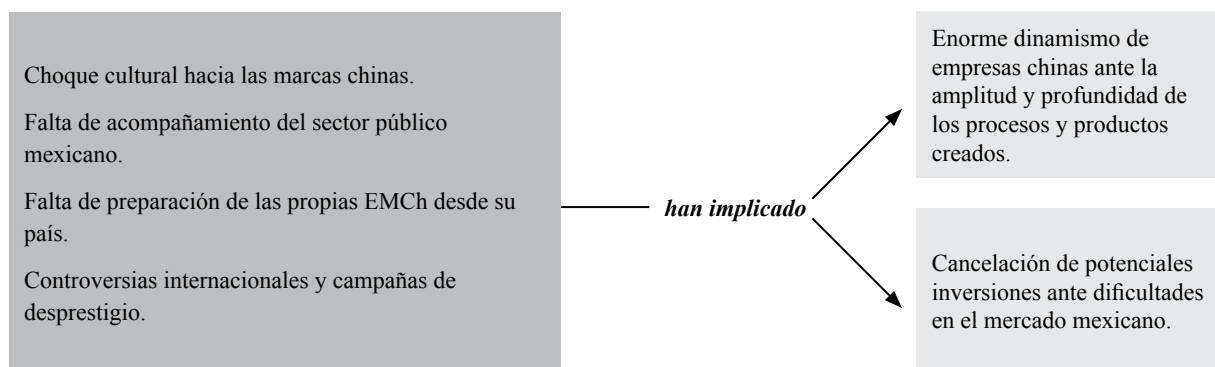 Choque cultural hacia las marcas chinas.
Falta de acompañamiento del sector público
mexicano.
Falta de preparación de las propias EMCh desde su
país.
Controversias internacionales y campañas de
desprestigio.
han implicado
Enorme dinamismo de
empresas chinas ante la
amplitud y profundidad de
los procesos y productos
creados.
Cancelación de potenciales
inversiones ante dificultades
en el mercado mexicano.